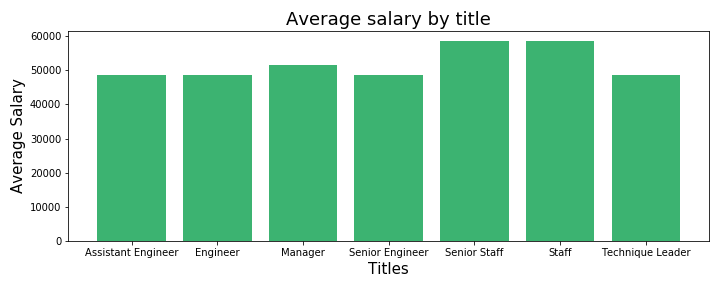 Average salary by title
Average Salary
60000
50000
40000
30000
20000
10000
0
Assistant Engineer Engineer Manager Senior Engineer Senior Staff Staff Technique Leader
Titles